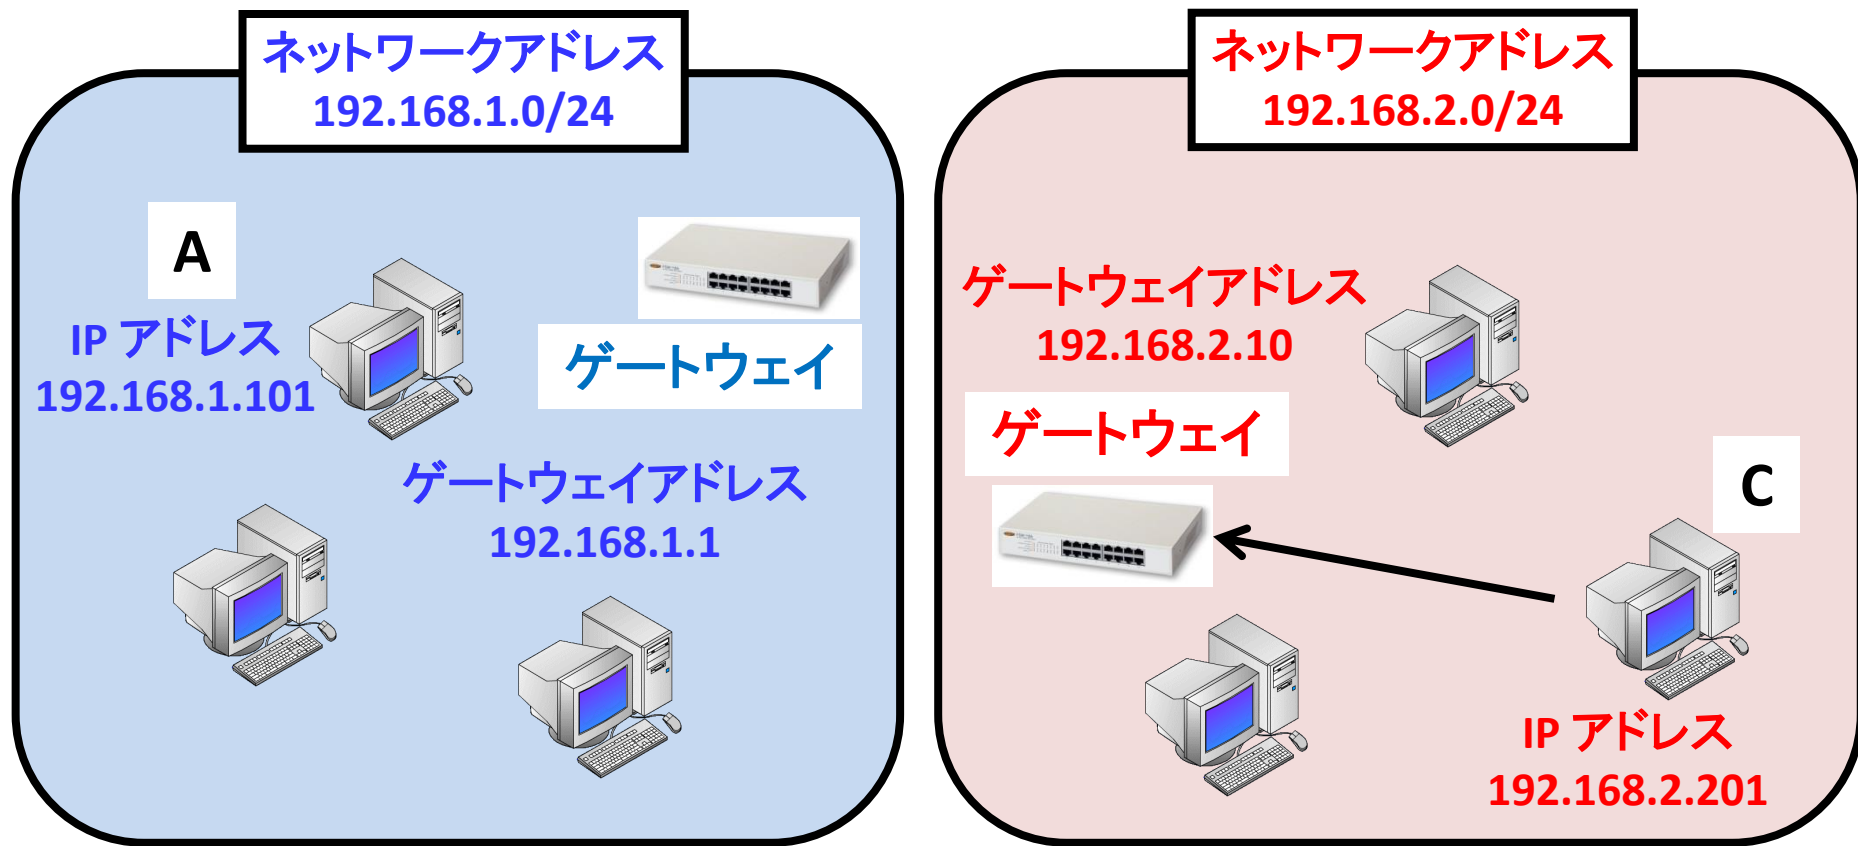 ネットワークアドレス
192.168.1.0/24
A
IP アドレス
192.168.1.101
ゲートウェイ
ゲートウェイアドレス
192.168.1.1
ネットワークアドレス
192.168.2.0/24
ゲートウェイアドレス
192.168.2.10
ゲートウェイ
C
IP アドレス
192.168.2.201